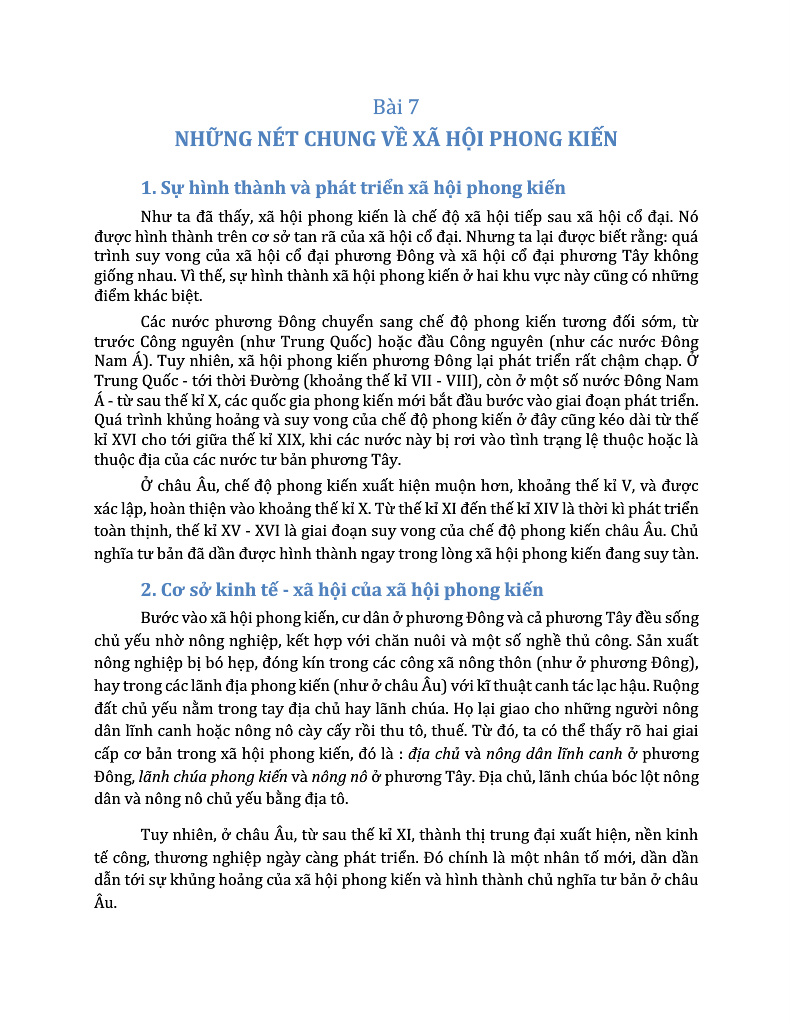 Bài 7
NHỮNG NÉT CHUNG VỀ XÃ HỘI PHONG KIẾN
1. Sự hình thành và phát triển xã hội phong kiến
Như ta đã thấy, xã hội phong kiến là chế độ xã hội tiếp sau xã hội cổ đại. Nó
được hình thành trên cơ sở tan rã của xã hội cổ đại. Nhưng ta lại được biết rằng: quá
trình suy vong của xã hội cổ đại phương Đông và xã hội cổ đại phương Tây không
giống nhau. Vì thế, sự hình thành xã hội phong kiến ở hai khu vực này cũng có những
điểm khác biệt.
Các nước phương Đông chuyển sang chế độ phong kiến tương đối sớm, từ
trước Công nguyên (như Trung Quốc) hoặc đầu Công nguyên (như các nước Đông
Nam Á). Tuy nhiên, xã hội phong kiến phương Đông lại phát triển rất chậm chạp. Ở
Trung Quốc - tới thời Đường (khoảng thế kỉ VII - VIII), còn ở một số nước Đông Nam
Á - từ sau thế kỉ X, các quốc gia phong kiến mới bắt đầu bước vào giai đoạn phát triển.
Quá trình khủng hoảng và suy vong của chế độ phong kiến ở đây cũng kéo dài từ thế
kỉ XVI cho tới giữa thế kỉ XIX, khi các nước này bị rơi vào tình trạng lệ thuộc hoặc là
thuộc địa của các nước tư bản phương Tây.
Ở châu Âu, chế độ phong kiến xuất hiện muộn hơn, khoảng thế kỉ V, và được
xác lập, hoàn thiện vào khoảng thế kỉ X. Từ thế kỉ XI đến thế kỉ XIV là thời kì phát triển
toàn thịnh, thế kỉ XV - XVI là giai đoạn suy vong của chế độ phong kiến châu Âu. Chủ
nghĩa tư bản đã dần được hình thành ngay trong lòng xã hội phong kiến đang suy tàn.
2. Cơ sở kinh tế - xã hội của xã hội phong kiến
Bước vào xã hội phong kiến, cư dân ở phương Đông và cả phương Tây đều sống
chủ yếu nhờ nông nghiệp, kết hợp với chăn nuôi và một số nghề thủ công. Sản xuất
nông nghiệp bị bó hẹp, đóng kín trong các công xã nông thôn (như ở phương Đông),
hay trong các lãnh địa phong kiến (như ở châu Âu) với kĩ thuật canh tác lạc hậu. Ruộng
đất chủ yếu nằm trong tay địa chủ hay lãnh chúa. Họ lại giao cho những người nông
dân lĩnh canh hoặc nông nô cày cấy rồi thu tô, thuế. Từ đó, ta có thể thấy rõ hai giai
cấp cơ bản trong xã hội phong kiến, đó là : địa chủ và nông dân lĩnh canh ở phương
Đông, lãnh chúa phong kiến và nông nô ở phương Tây. Địa chủ, lãnh chúa bóc lột nông
dân và nông nô chủ yếu bằng địa tô.
Tuy nhiên, ở châu Âu, từ sau thế kỉ XI, thành thị trung đại xuất hiện, nền kinh
tế công, thương nghiệp ngày càng phát triển. Đó chính là một nhân tố mới, dần dần
dẫn tới sự khủng hoảng của xã hội phong kiến và hình thành chủ nghĩa tư bản ở châu
Âu.